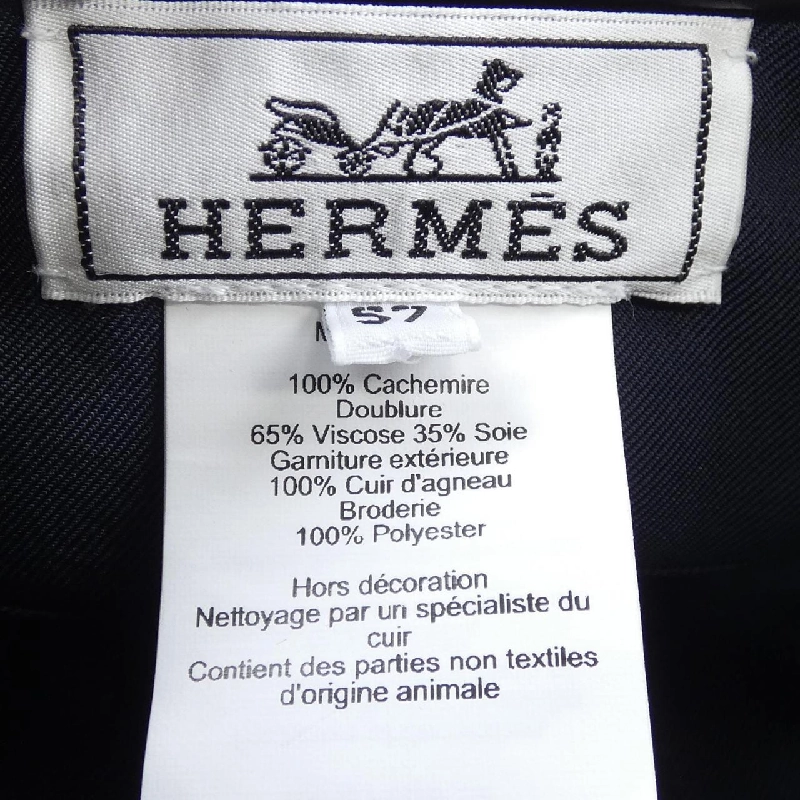 HERMÈS
57
100% Cachemire
Doublure
65% Viscose 35% Soie
Garniture extérieure
100% Cuir d'agneau
Broderie
100% Polyester
Hors décoration
Nettoyage par un spécialiste du
cuir
Contient des parties non textiles
d'origine animale